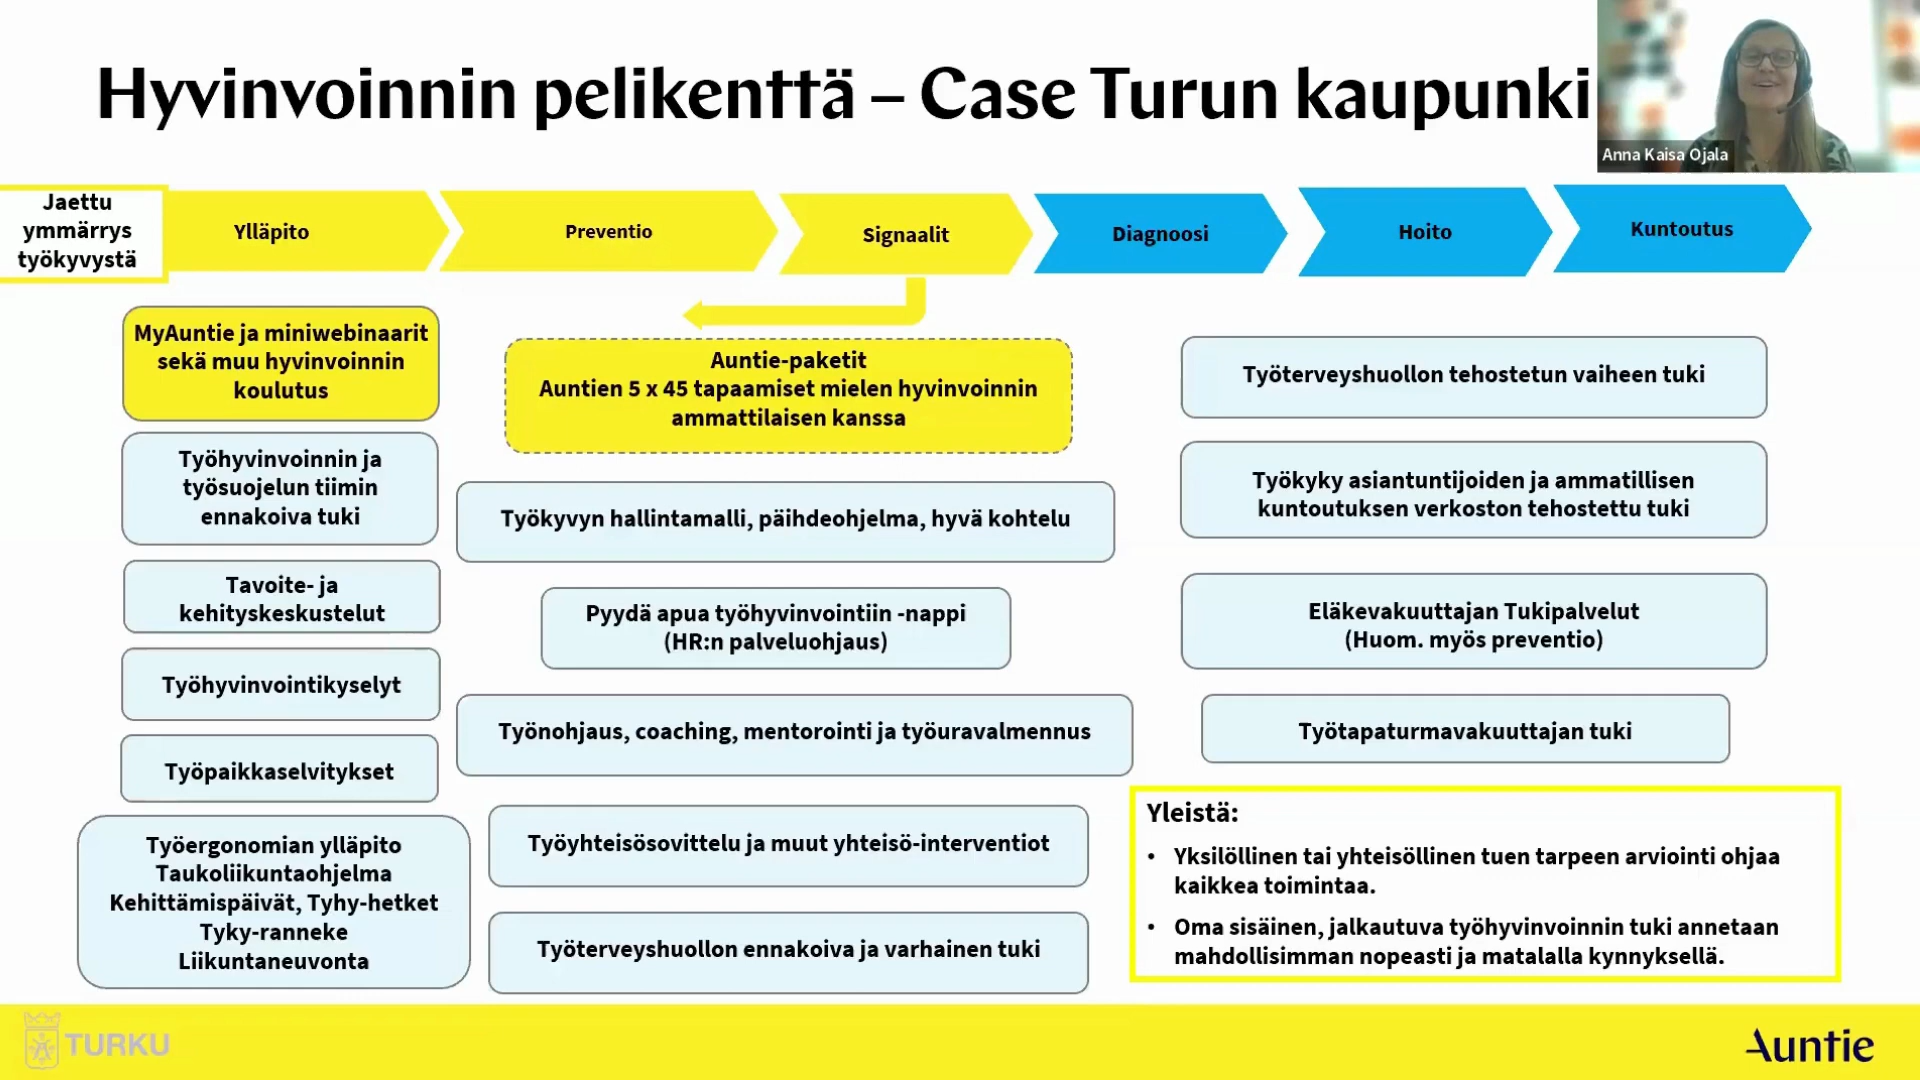 Hyvinvoinnin pelikenttä – Case Turun kaupunki
Anna Kaisa Ojala
Jaettu
ymmärrys
työkyvystä
Ylläpito
Preventio
Signaalit
Diagnoosi
Hoito
Kuntoutus
MyAuntie ja miniwebinaarit
sekä muu hyvinvoinnin
koulutus
Työhyvinvoinnin ja
työsuojelun tiimin
ennakoiva tuki
Tavoite- ja
kehityskeskustelut
Työhyvinvointikyselyt
Työpaikkaselvitykset
Työergonomian ylläpito
Taukoliikuntaohjelma
Kehittämispäivät, Tyhy-hetket
Tyky-ranneke
Liikuntaneuvonta
Auntie-paketit
Auntien 5 x 45 tapaamiset mielen hyvinvoinnin
ammattilaisen kanssa
Työkyvyn hallintamalli, päihdeohjelma, hyvä kohtelu
Pyydä apua työhyvinvointiin -nappi
(HR:n palveluohjaus)
Työnohjaus, coaching, mentorointi ja työuravalmennus
Työyhteisösovittelu ja muut yhteisö-interventiot
Työterveyshuollon ennakoiva ja varhainen tuki
Työterveyshuollon tehostetun vaiheen tuki
Työkyky asiantuntijoiden ja ammatillisen
kuntoutuksen verkoston tehostettu tuki
Eläkevakuuttajan Tukipalvelut
(Huom. myös preventio)
Työtapaturmavakuuttajan tuki
Yleistä:
• Yksilöllinen tai yhteisöllinen tuen tarpeen arviointi ohjaa
kaikkea toimintaa.
• Oma sisäinen, jalkautuva työhyvinvoinnin tuki annetaan
mahdollisimman nopeasti ja matalalla kynnyksellä.
TURKU
Auntie